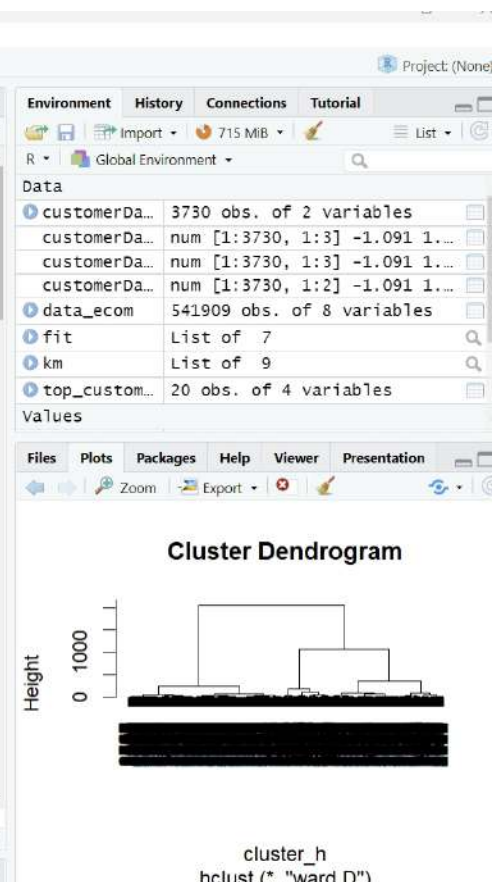 Project: (None)
Environment History Connections Tutorial
Import 715 MiB List
R Global Environment
Data
customerDa… 3730 obs. of 2 variables
customerDa… num [1:3730, 1:3] -1.091 1.…
customerDa… num [1:3730, 1:3] -1.091 1.…
customerDa… num [1:3730, 1:2] -1.091 1.…
data_ecom 541909 obs. of 8 variables
fit List of 7
km List of 9
top_custom… 20 obs. of 4 variables
Values
Files Plots Packages Help Viewer Presentation
Zoom Export
Cluster Dendrogram
Height
0 1000
cluster_h
hclust (*, "ward.D")